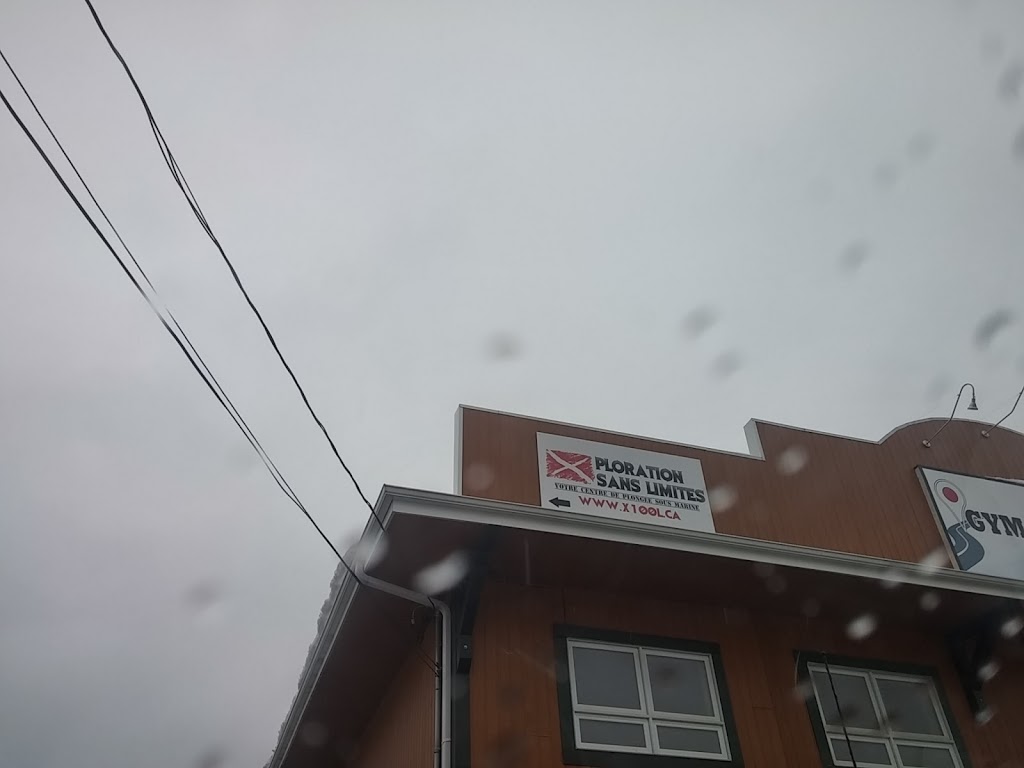 PLORATION
SANS LIMITES
VOTRE CENTRE DE PLONGÉE SOUS MARINE
WWW.X100L.CA
GYM